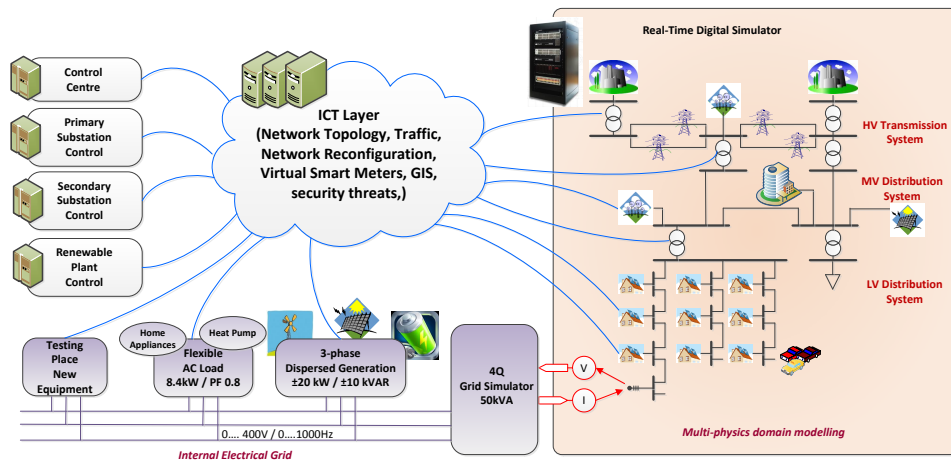 Real-Time Digital Simulator
Control
Centre
Primary
Substation
Control
Secondary
Substation
Control
Renewable
Plant
Control
ICT Layer
(Network Topology, Traffic,
Network Reconfiguration,
Virtual Smart Meters, GIS,
security threats,)
HV Transmission
System
MV Distribution
System
LV Distribution
System
Testing
Place
New
Equipment
Home
Appliances
Heat Pump
Flexible
AC Load
8.4kW / PF 0.8
3-phase
Dispersed Generation
±20 kW / ±10 kVAR
4Q
Grid Simulator
50kVA
V
I
0.... 400V / 0....1000Hz
Internal Electrical Grid
Multi-physics domain modelling